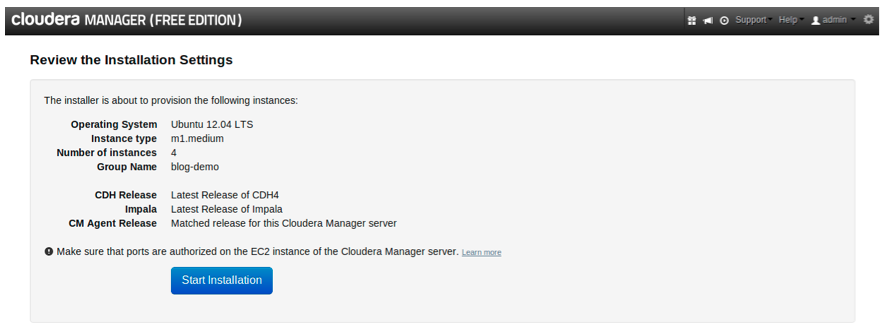 cloudera MANAGER (FREE EDITION)
Support Help admin
Review the Installation Settings
The installer is about to provision the following instances:
Operating System Ubuntu 12.04 LTS
Instance type m1.medium
Number of instances 4
Group Name blog-demo
CDH Release Latest Release of CDH4
Impala Latest Release of Impala
CM Agent Release Matched release for this Cloudera Manager server
Make sure that ports are authorized on the EC2 instance of the Cloudera Manager server. Learn more
Start Installation